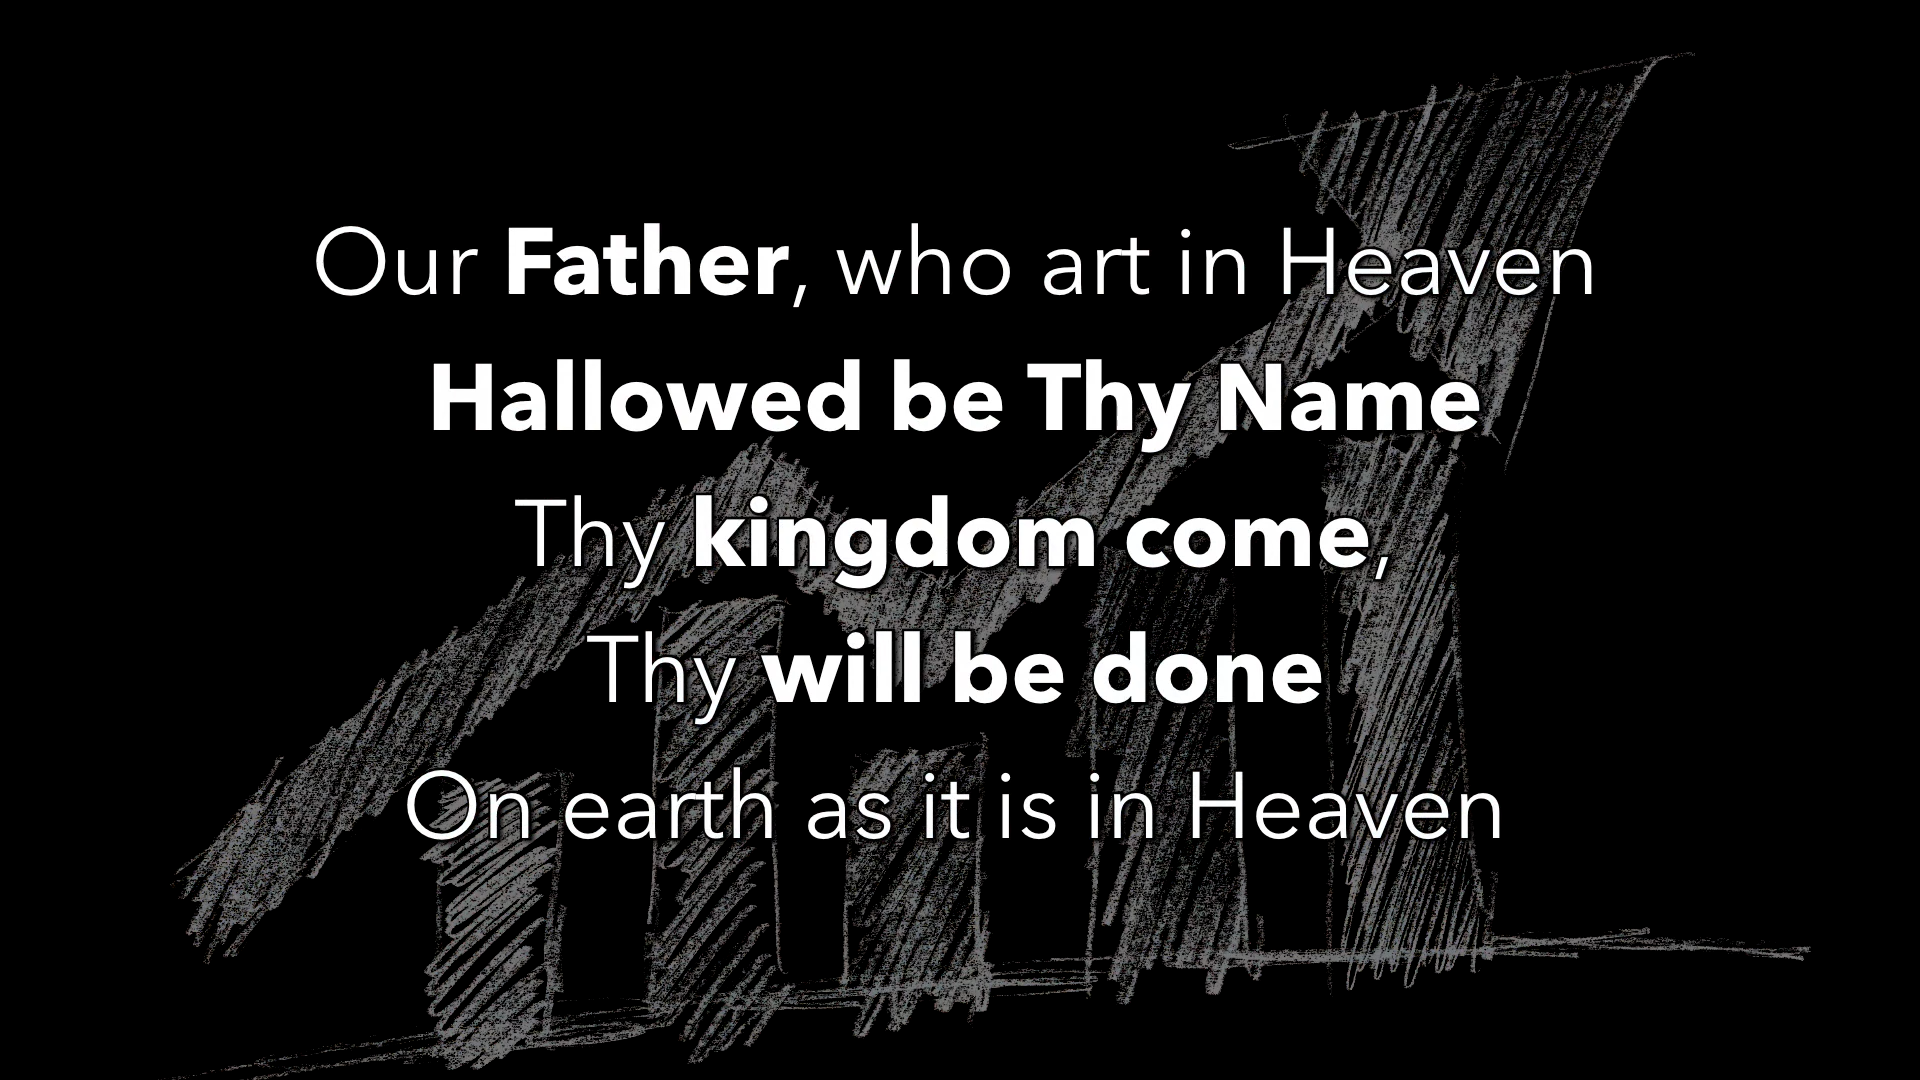 Our Father, who art in Heaven
Hallowed be Thy Name
Thy kingdom come,
Thy will be done
On earth as it is in Heaven